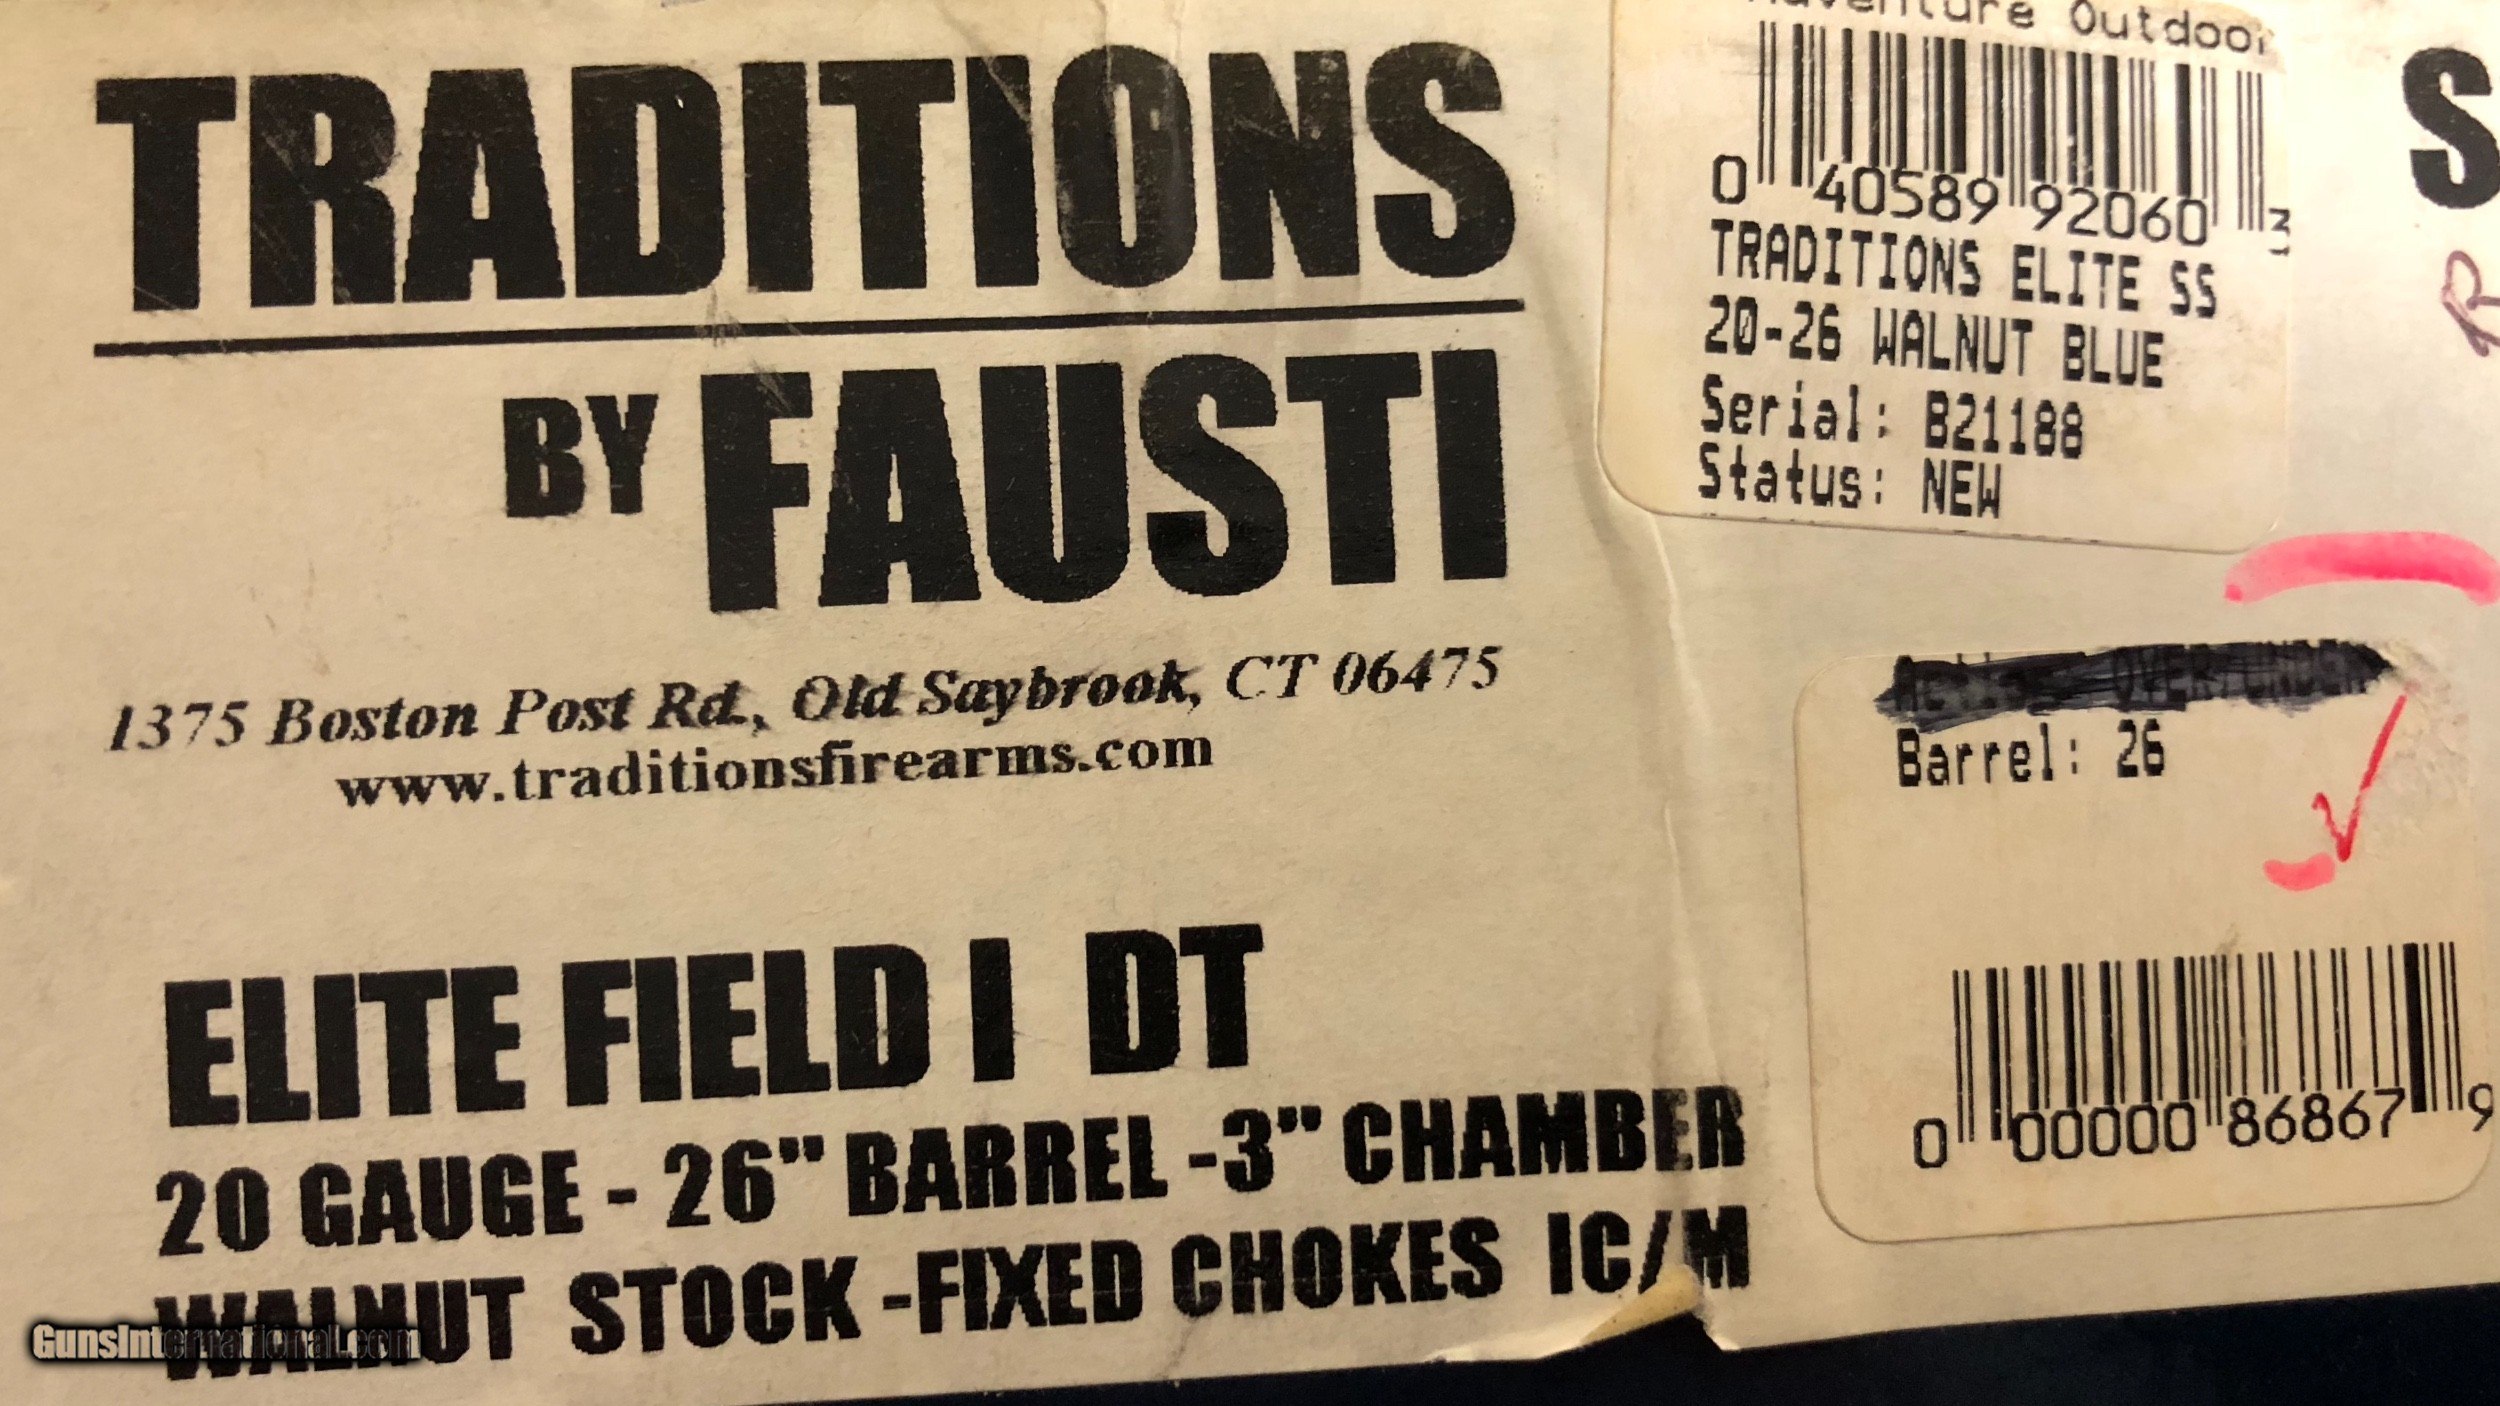 TRADITIONS
BY FAUSTI
1375 Boston Post Rd., Old Saybrook, CT 06475
www.traditionsfirearms.com
ELITE FIELD I DT
20 GAUGE - 26" BARREL -3" CHAMBER
WALNUT STOCK -FIXED CHOKES IC/M
Outdoor
0 40589 92060 3
TRADITIONS ELITE SS
20-26 WALNUT BLUE
Serial: B21188
Status: NEW
S
R
OVER/UNDER
Barrel: 26
0 00000 86867 9
GunsInternational.com